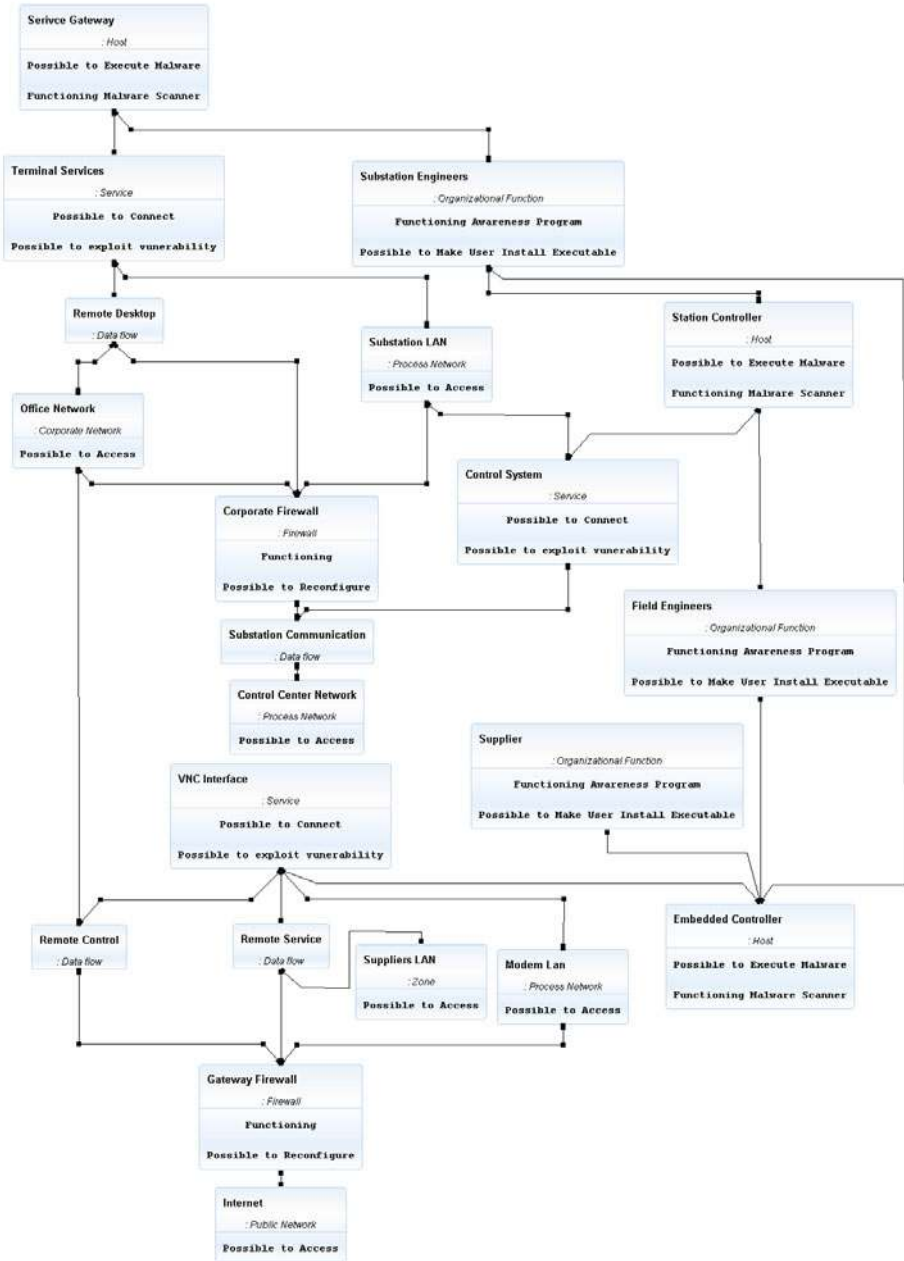 Serivce Gateway
: Host
Possible to Execute Malware
Functioning Malware Scanner
Terminal Services
: Service
Possible to Connect
Possible to exploit vunerability
Substation Engineers
: Organizational Function
Functioning Awareness Program
Possible to Make User Install Executable
Remote Desktop
: Data flow
Substation LAN
: Process Network
Possible to Access
Station Controller
: Host
Possible to Execute Malware
Functioning Malware Scanner
Office Network
: Corporate Network
Possible to Access
Control System
: Service
Possible to Connect
Possible to exploit vunerability
Corporate Firewall
: Firewall
Functioning
Possible to Reconfigure
Field Engineers
: Organizational Function
Functioning Awareness Program
Possible to Make User Install Executable
Substation Communication
: Data flow
Control Center Network
: Process Network
Possible to Access
Supplier
: Organizational Function
Functioning Awareness Program
Possible to Make User Install Executable
VNC Interface
: Service
Possible to Connect
Possible to exploit vunerability
Remote Control
: Data flow
Remote Service
: Data flow
Suppliers LAN
: Zone
Possible to Access
Modem Lan
: Process Network
Possible to Access
Embedded Controller
: Host
Possible to Execute Malware
Functioning Malware Scanner
Gateway Firewall
: Firewall
Functioning
Possible to Reconfigure
Internet
: Public Network
Possible to Access